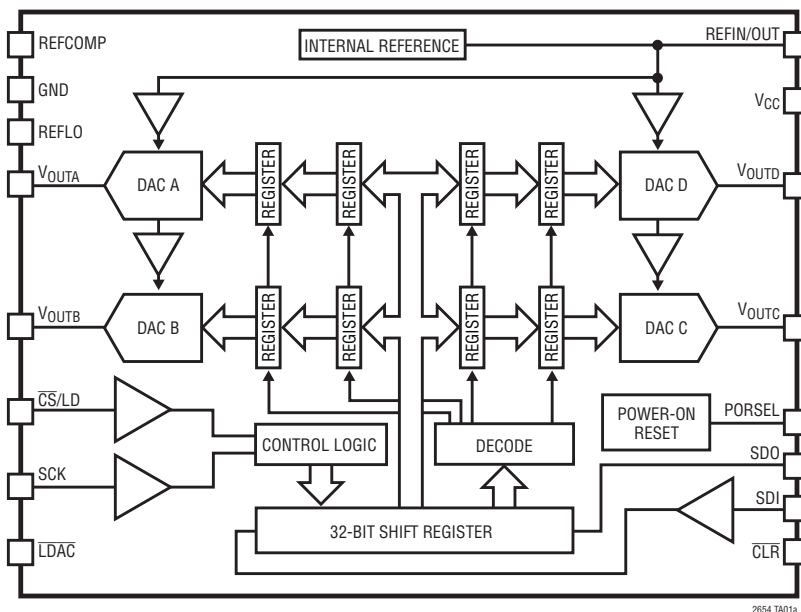 INTERNAL REFERENCE
REFCOMP
REFIN/OUT
GND
VCC
REFLO
VOUTA
DAC A
REGISTER
REGISTER
REGISTER
REGISTER
DAC D
VOUTD
VOUTB
DAC B
REGISTER
REGISTER
REGISTER
REGISTER
DAC C
VOUTC
CS/LD
CONTROL LOGIC
DECODE
POWER-ON
RESET
PORSEL
SCK
SDO
32-BIT SHIFT REGISTER
SDI
LDAC
CLR
2654 TA01a